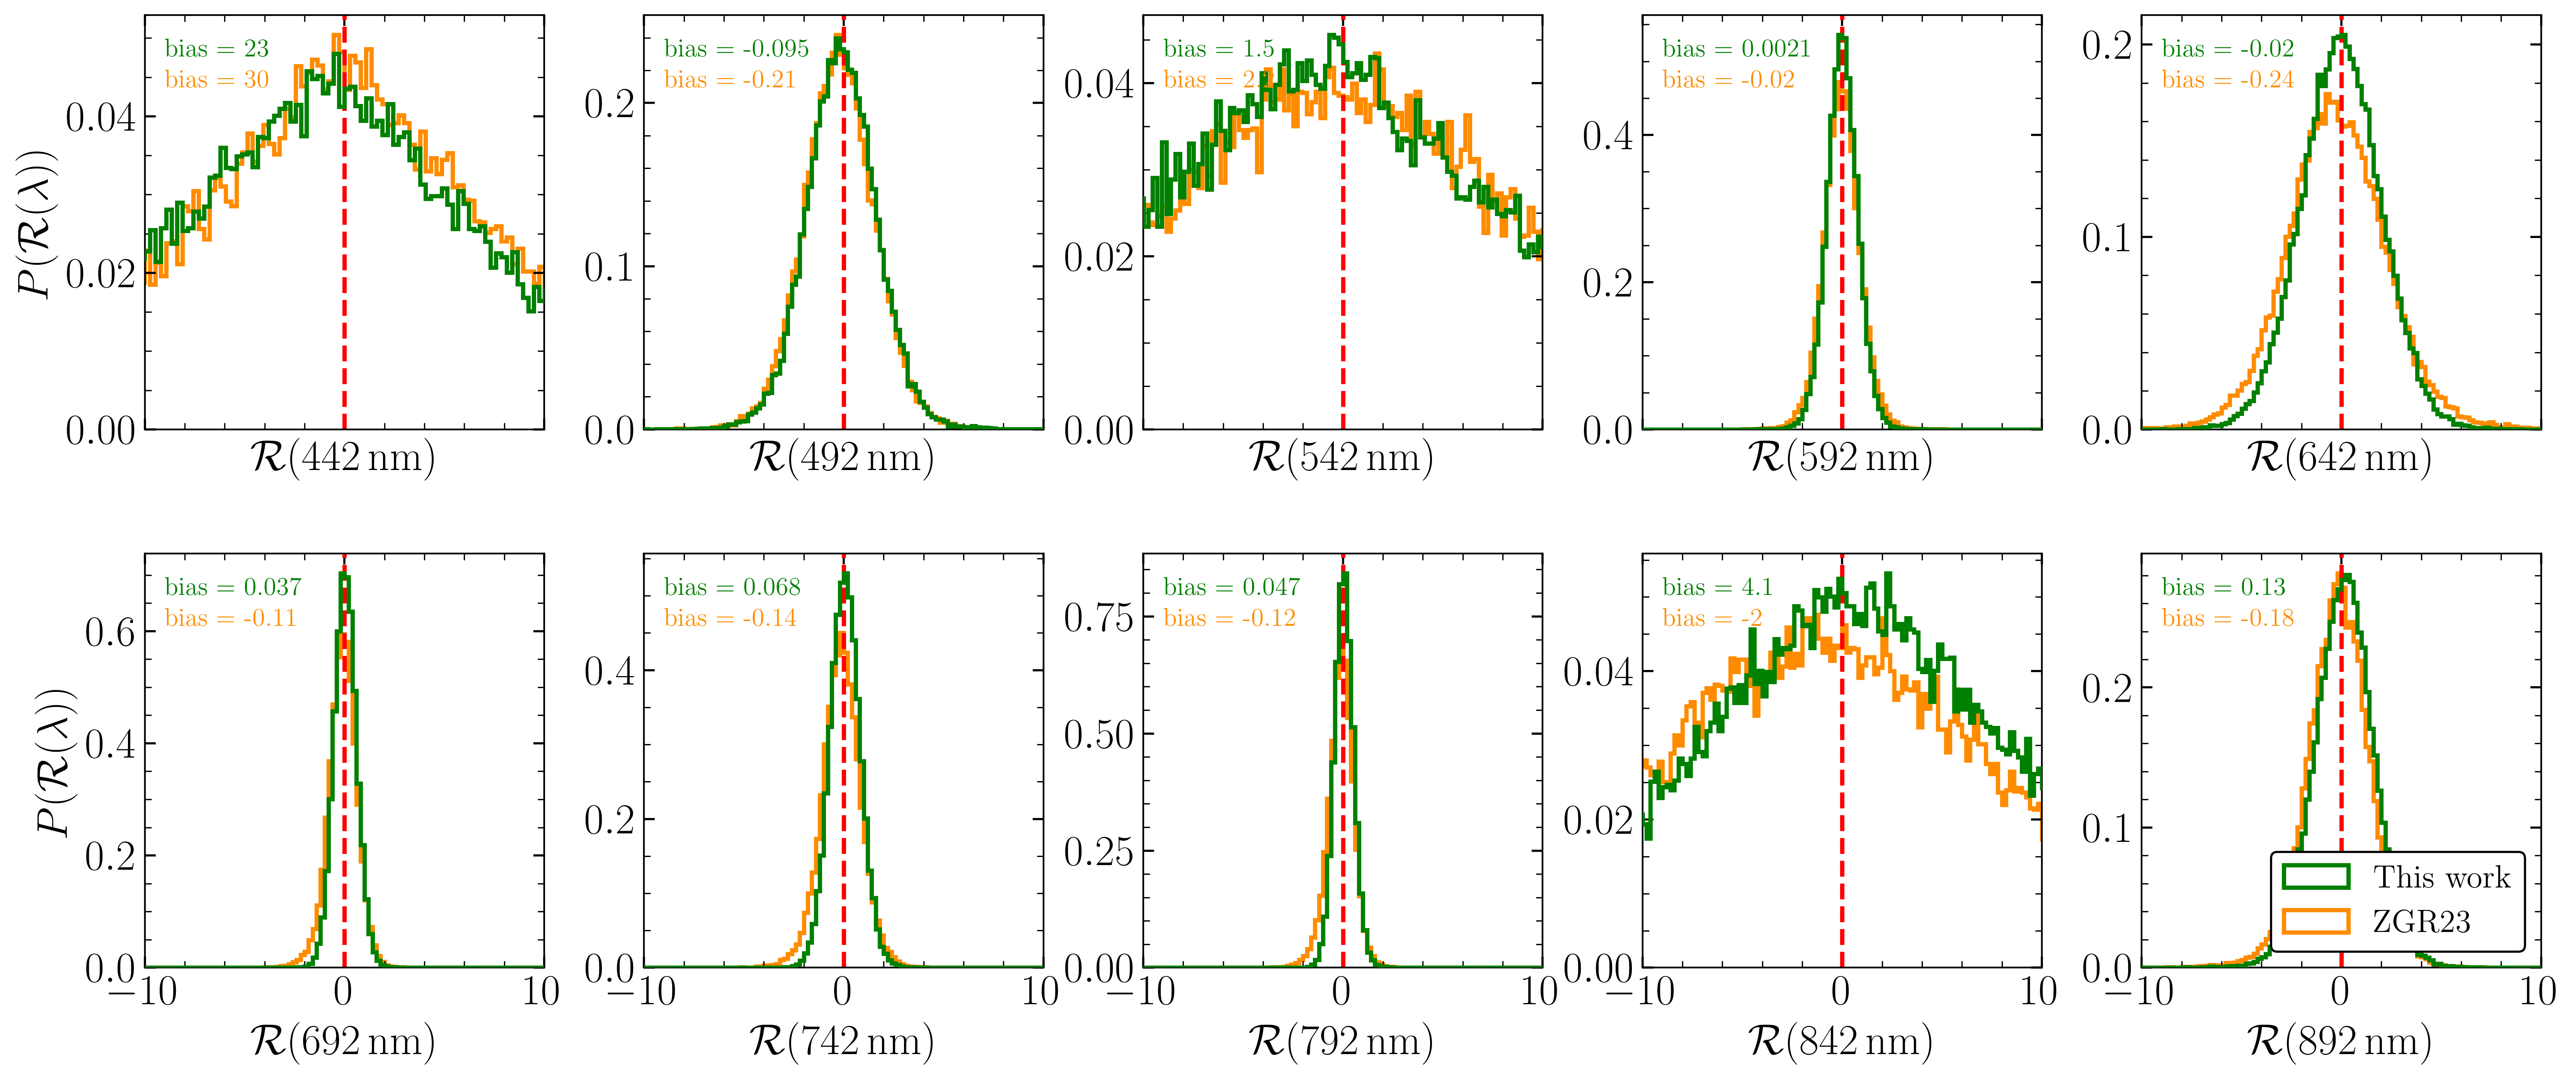 bias = 23
bias = 30
0.04
0.02
0.00
P(R(λ))
R(442 nm)
bias = -0.095
bias = -0.21
0.2
0.1
0.0
R(492 nm)
bias = 1.5
0.04
0.02
0.00
R(542 nm)
bias = 0.0021
bias = -0.02
0.4
0.2
0.0
R(592 nm)
bias = -0.02
bias = -0.24
0.2
0.1
0.0
R(642 nm)
bias = 0.037
bias = -0.11
0.6
0.4
0.2
0.0
P(R(λ))
−10 0 10
R(692 nm)
bias = 0.068
bias = -0.14
0.4
0.2
0.0
−10 0 10
R(742 nm)
bias = 0.047
bias = -0.12
0.75
0.50
0.25
0.00
−10 0 10
R(792 nm)
bias = 4.1
bias = -2
0.04
0.02
0.00
−10 0 10
R(842 nm)
bias = 0.13
bias = -0.18
0.2
0.1
0.0
This work
ZGR23
−10 0 10
R(892 nm)